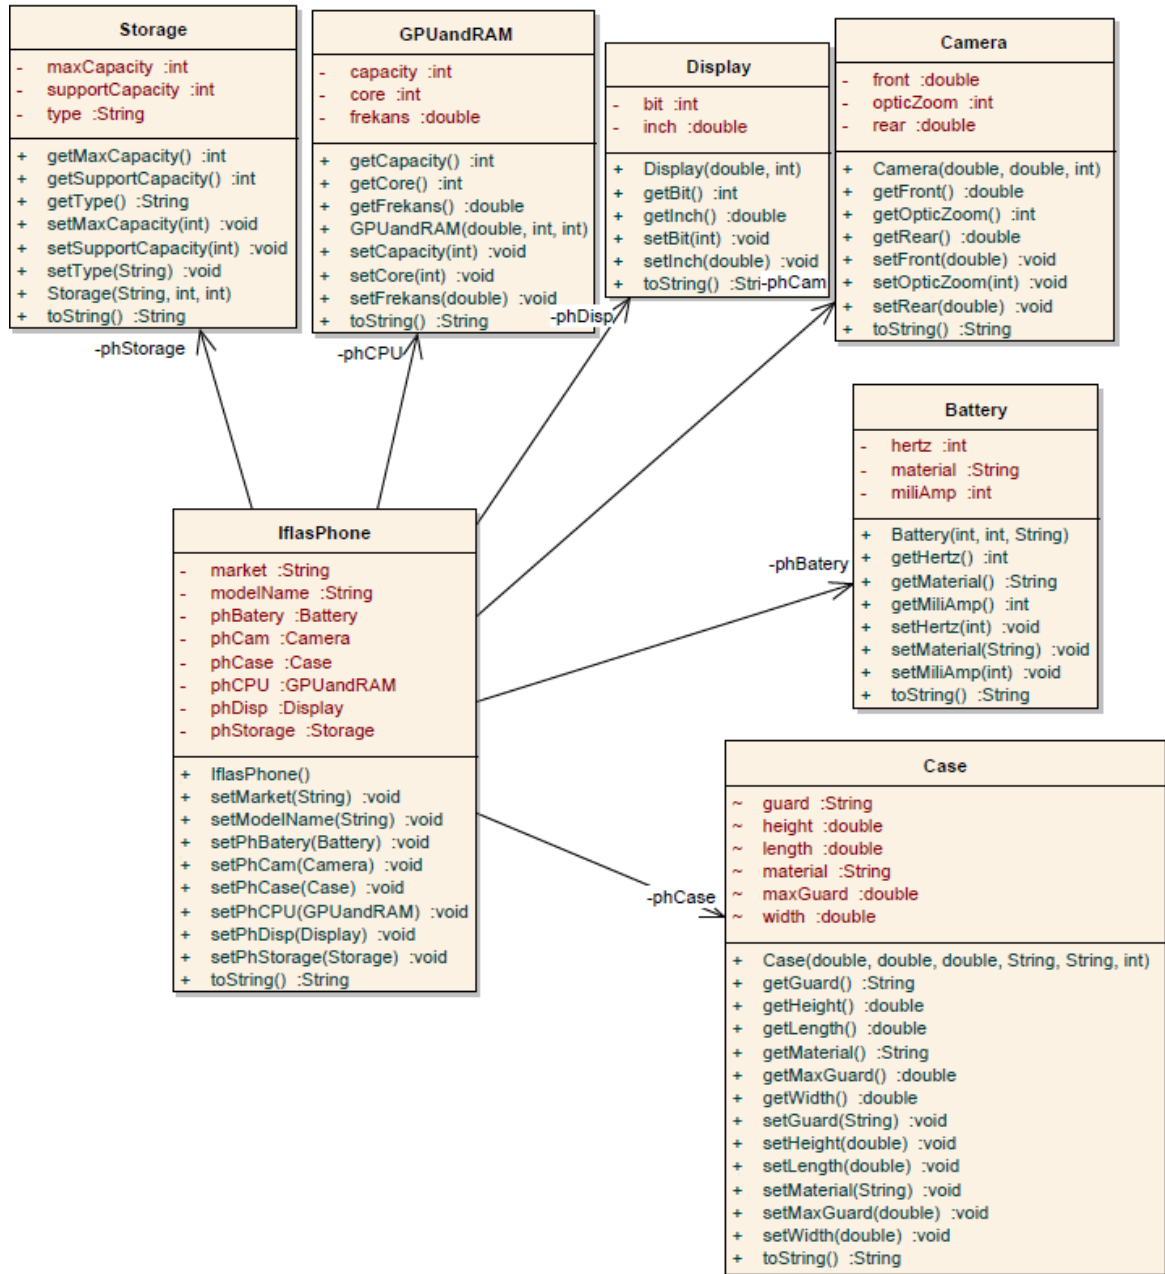 Storage
- maxCapacity :int
- supportCapacity :int
- type :String
+ getMaxCapacity() :int
+ getSupportCapacity() :int
+ getType() :String
+ setMaxCapacity(int) :void
+ setSupportCapacity(int) :void
+ setType(String) :void
+ Storage(String, int, int)
+ toString() :String
-phStorage
GPUandRAM
- capacity :int
- core :int
- frekans :double
+ getCapacity() :int
+ getCore() :int
+ getFrekans() :double
+ GPUandRAM(double, int, int)
+ setCapacity(int) :void
+ setCore(int) :void
+ setFrekans(double) :void
+ toString() :String
-phCPU
Display
- bit :int
- inch :double
+ Display(double, int)
+ getBit() :int
+ getInch() :double
+ setBit(int) :void
+ setInch(double) :void
+ toString() :Stri
-phDisp
-phCam
Camera
- front :double
- opticZoom :int
- rear :double
+ Camera(double, double, int)
+ getFront() :double
+ getOpticZoom() :int
+ getRear() :double
+ setFront(double) :void
+ setOpticZoom(int) :void
+ setRear(double) :void
+ toString() :String
Battery
- hertz :int
- material :String
- miliAmp :int
+ Battery(int, int, String)
+ getHertz() :int
+ getMaterial() :String
+ getMiliAmp() :int
+ setHertz(int) :void
+ setMaterial(String) :void
+ setMiliAmp(int) :void
+ toString() :String
-phBatery
IflasPhone
- market :String
- modelName :String
- phBatery :Battery
- phCam :Camera
- phCase :Case
- phCPU :GPUandRAM
- phDisp :Display
- phStorage :Storage
+ IflasPhone()
+ setMarket(String) :void
+ setModelName(String) :void
+ setPhBatery(Battery) :void
+ setPhCam(Camera) :void
+ setPhCase(Case) :void
+ setPhCPU(GPUandRAM) :void
+ setPhDisp(Display) :void
+ setPhStorage(Storage) :void
+ toString() :String
-phCase
Case
~ guard :String
~ height :double
~ length :double
~ material :String
~ maxGuard :double
~ width :double
+ Case(double, double, double, String, String, int)
+ getGuard() :String
+ getHeight() :double
+ getLength() :double
+ getMaterial() :String
+ getMaxGuard() :double
+ getWidth() :double
+ setGuard(String) :void
+ setHeight(double) :void
+ setLength(double) :void
+ setMaterial(String) :void
+ setMaxGuard(double) :void
+ setWidth(double) :void
+ toString() :String